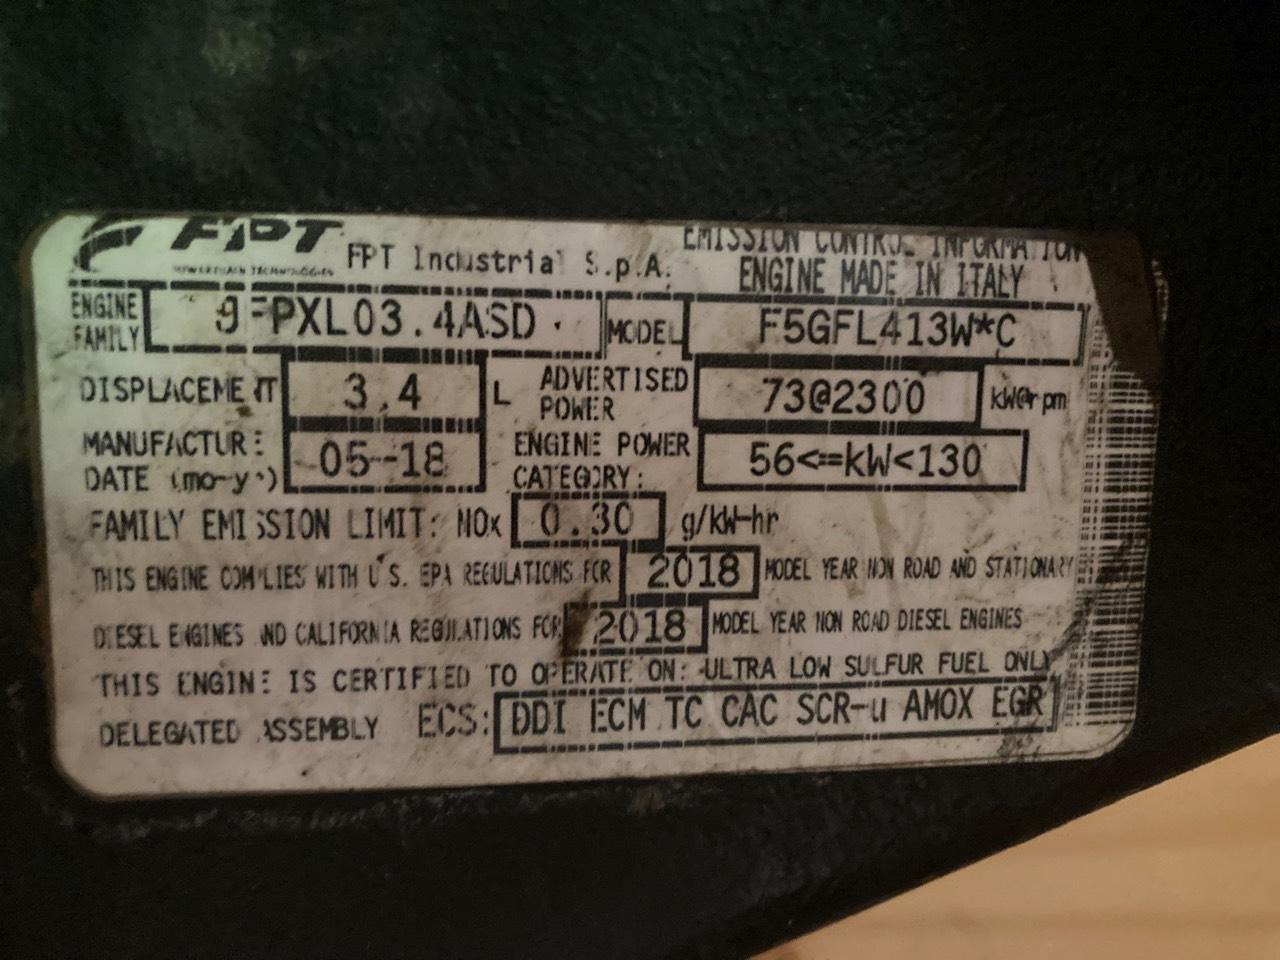 FPT FPT Industrial S.p.A. EMISSION CONTROL INFORMATION
POWERTRAIN TECHNOLOGIES ENGINE MADE IN ITALY
ENGINE FAMILY 9FPXL03.4ASD MODEL F5GFL413W*C
DISPLACEMENT 3.4 L ADVERTISED POWER 73@2300 kW@rpm
MANUFACTURE DATE (mo-yr) 05-18 ENGINE POWER CATEGORY: 56<=kW<130
FAMILY EMISSION LIMIT: NOx 0.30 g/kW-hr
THIS ENGINE COMPLIES WITH U.S. EPA REGULATIONS FOR 2018 MODEL YEAR NON ROAD AND STATIONARY
DIESEL ENGINES AND CALIFORNIA REGULATIONS FOR 2018 MODEL YEAR NON ROAD DIESEL ENGINES
THIS ENGINE IS CERTIFIED TO OPERATE ON: ULTRA LOW SULFUR FUEL ONLY
DELEGATED ASSEMBLY ECS: DDI ECM TC CAC SCR-u AMOX EGR